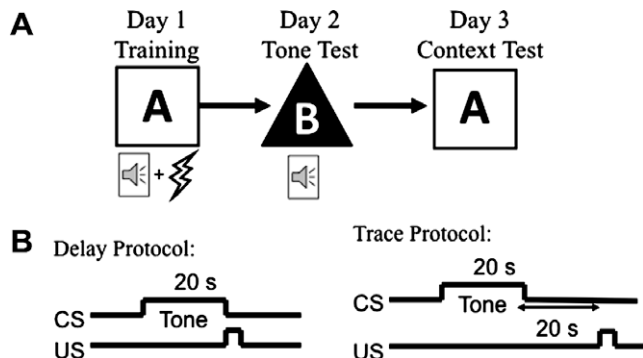 A
Day 1
Training
Day 2
Tone Test
Day 3
Context Test
A
B
A
+
B
Delay Protocol:
Trace Protocol:
20 s
CS
Tone
US
20 s
CS
Tone
20 s
US